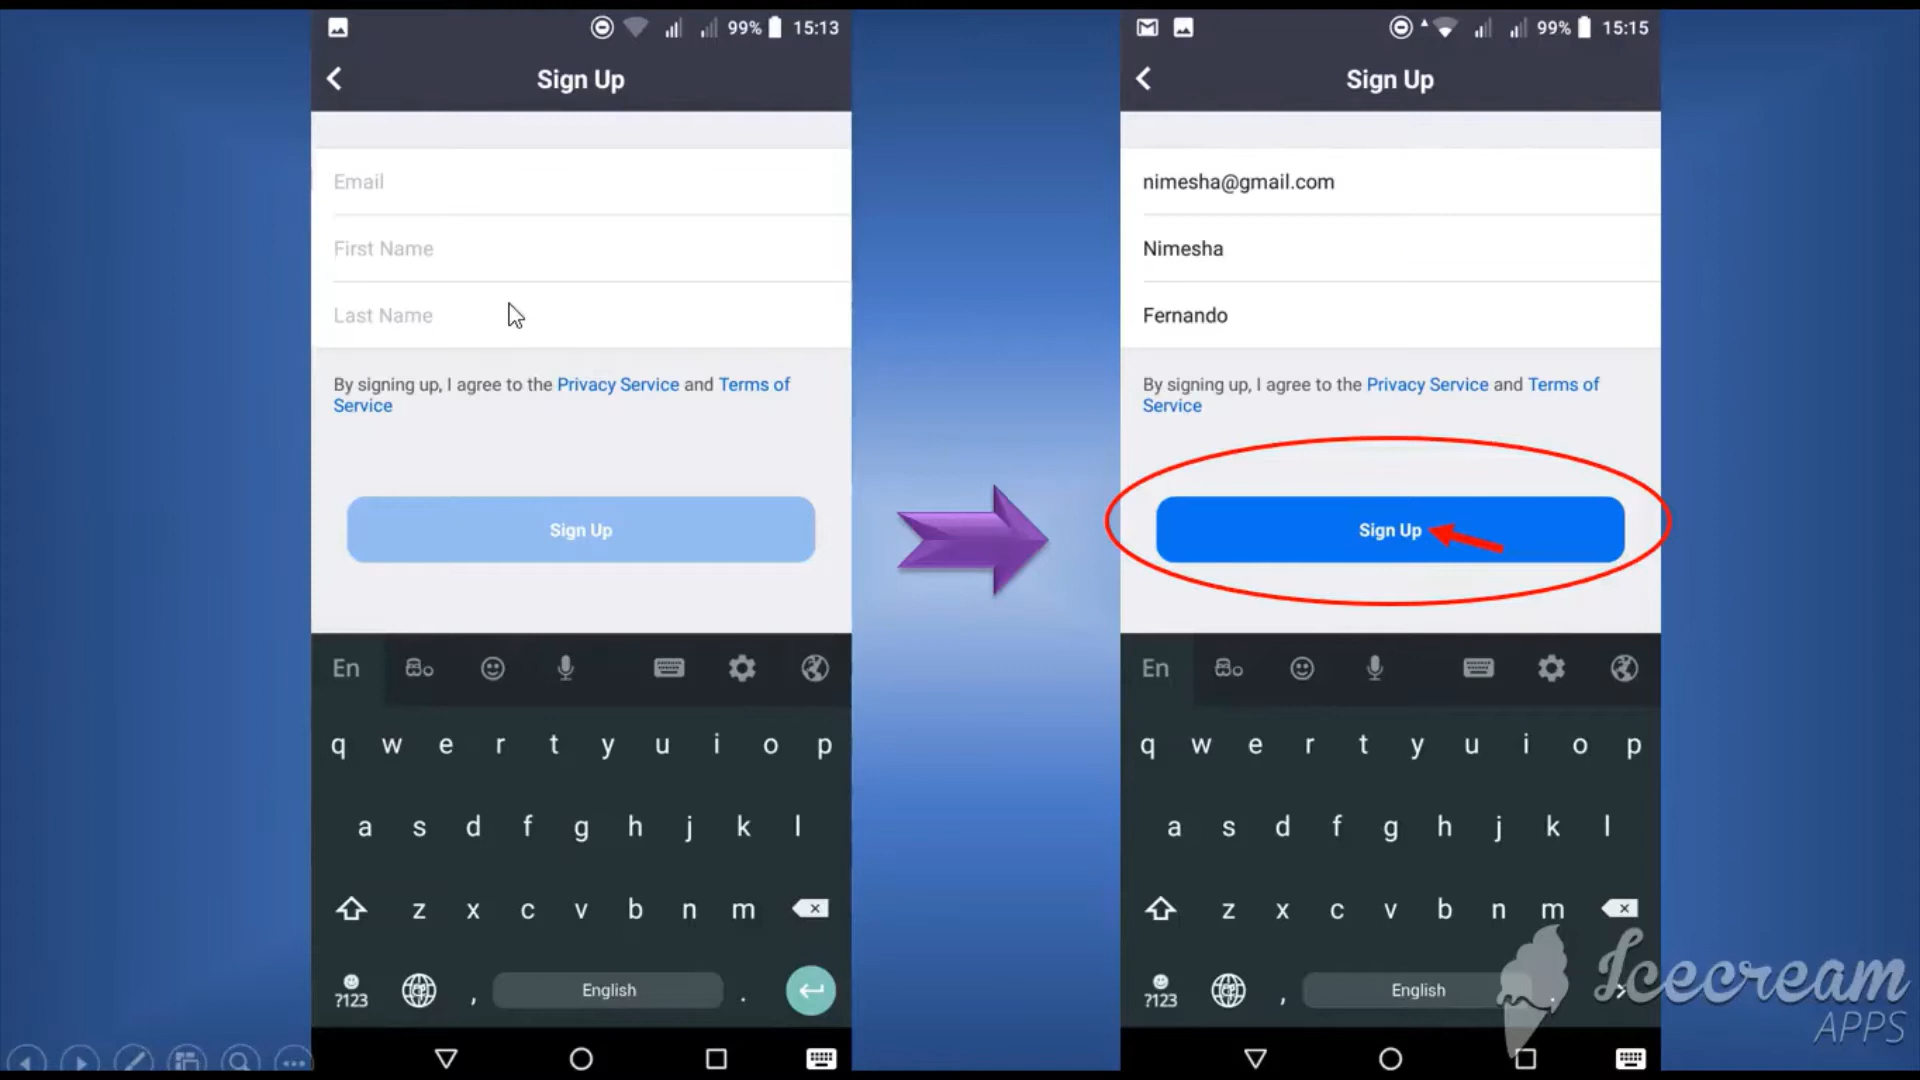 99% 15:13
Sign Up
Email
First Name
Last Name
By signing up, I agree to the Privacy Service and Terms of
Service
Sign Up
En
q w e r t y u i o p
a s d f g h j k l
z x c v b n m
?123 , English .
99% 15:15
Sign Up
nimesha@gmail.com
Nimesha
Fernando
By signing up, I agree to the Privacy Service and Terms of
Service
Sign Up
En
q w e r t y u i o p
a s d f g h j k l
z x c v b n m
?123 , English .
Icecream
APPS